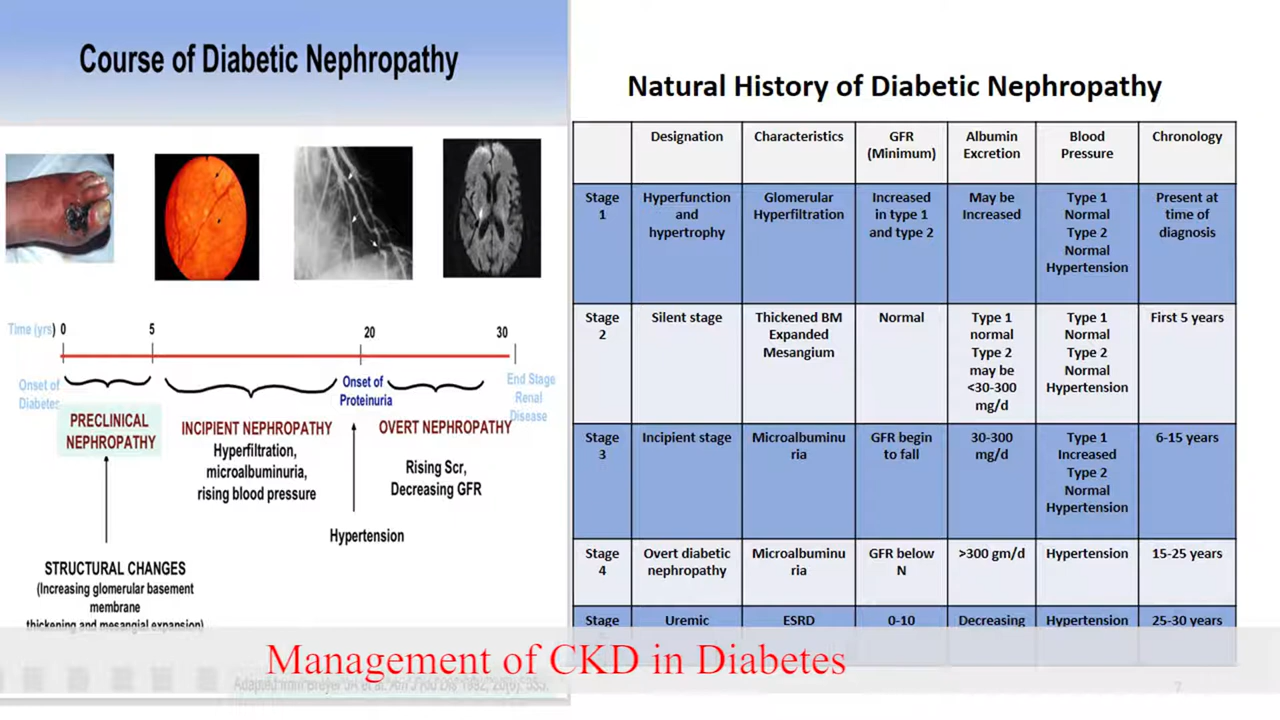 Course of Diabetic Nephropathy
Time (yrs) 0 5 20 30
Onset of
Diabetes
PRECLINICAL
NEPHROPATHY
INCIPIENT NEPHROPATHY
Hyperfiltration,
microalbuminuria,
rising blood pressure
Onset of
Proteinuria
OVERT NEPHROPATHY
Rising Scr,
Decreasing GFR
End Stage
Renal
Disease
Hypertension
STRUCTURAL CHANGES
(Increasing glomerular basement
membrane
thickening and mesangial expansion)
Natural History of Diabetic Nephropathy
Designation
Characteristics
GFR
(Minimum)
Albumin
Excretion
Blood
Pressure
Chronology
Stage
1
Hyperfunction
and
hypertrophy
Glomerular
Hyperfiltration
Increased
in type 1
and type 2
May be
Increased
Type 1
Normal
Type 2
Normal
Hypertension
Present at
time of
diagnosis
Stage
2
Silent stage
Thickened BM
Expanded
Mesangium
Normal
Type 1
normal
Type 2
may be
<30-300
mg/d
Type 1
Normal
Type 2
Normal
Hypertension
First 5 years
Stage
3
Incipient stage
Microalbuminu
ria
GFR begin
to fall
30-300
mg/d
Type 1
Increased
Type 2
Normal
Hypertension
6-15 years
Stage
4
Overt diabetic
nephropathy
Microalbuminu
ria
GFR below
N
>300 gm/d
Hypertension
15-25 years
Stage
Uremic
ESRD
0-10
Decreasing
Hypertension
25-30 years
Management of CKD in Diabetes
7